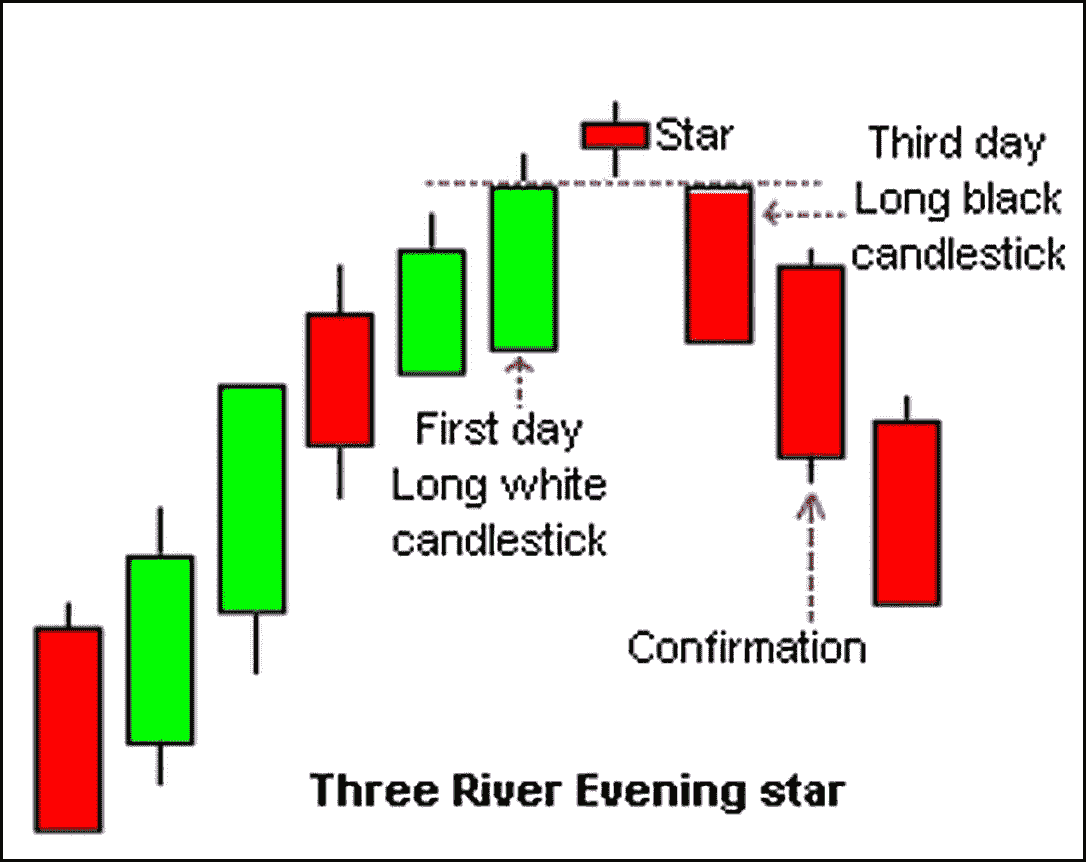 Star
Third day
Long black
candlestick
First day
Long white
candlestick
Confirmation
Three River Evening star